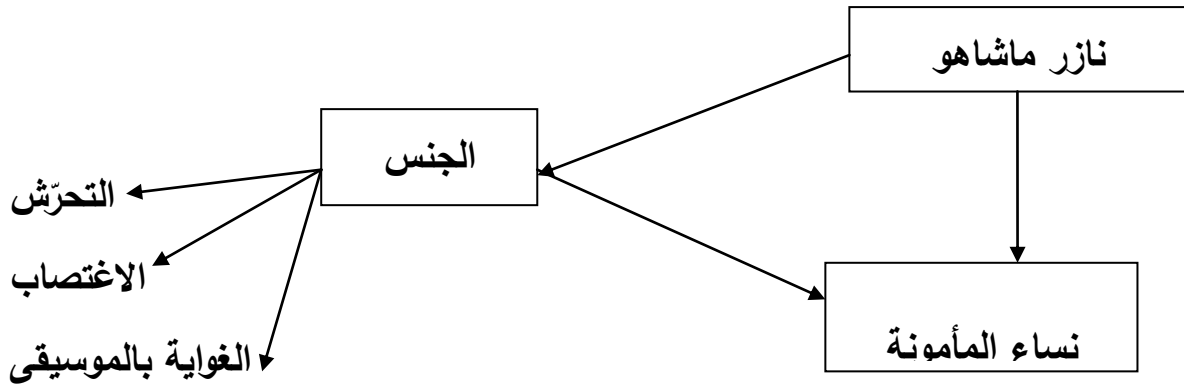 نازر ماشاهو
الجنس
التحرّش
الاغتصاب
نساء المأمونة
الغواية بالموسيقى